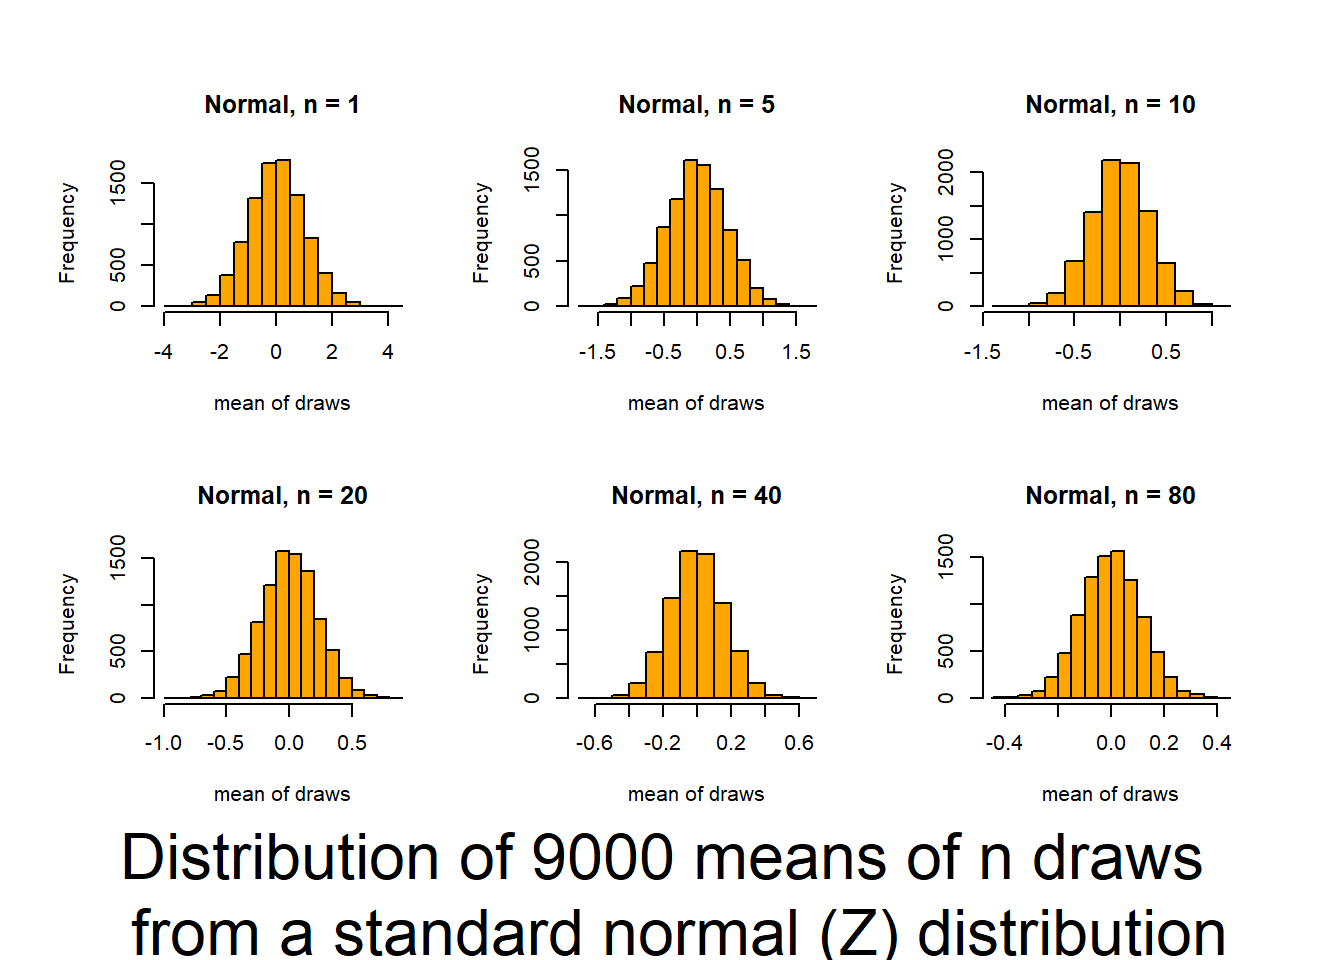 Normal, n = 1
Frequency
0 500 1500
-4 -2 0 2 4
mean of draws
Normal, n = 5
Frequency
0 500 1500
-1.5 -0.5 0.5 1.5
mean of draws
Normal, n = 10
Frequency
0 1000 2000
-1.5 -0.5 0.5
mean of draws
Normal, n = 20
Frequency
0 500 1500
-1.0 -0.5 0.0 0.5
mean of draws
Normal, n = 40
Frequency
0 1000 2000
-0.6 -0.2 0.2 0.6
mean of draws
Normal, n = 80
Frequency
0 500 1500
-0.4 0.0 0.2 0.4
mean of draws
Distribution of 9000 means of n draws
from a standard normal (Z) distribution